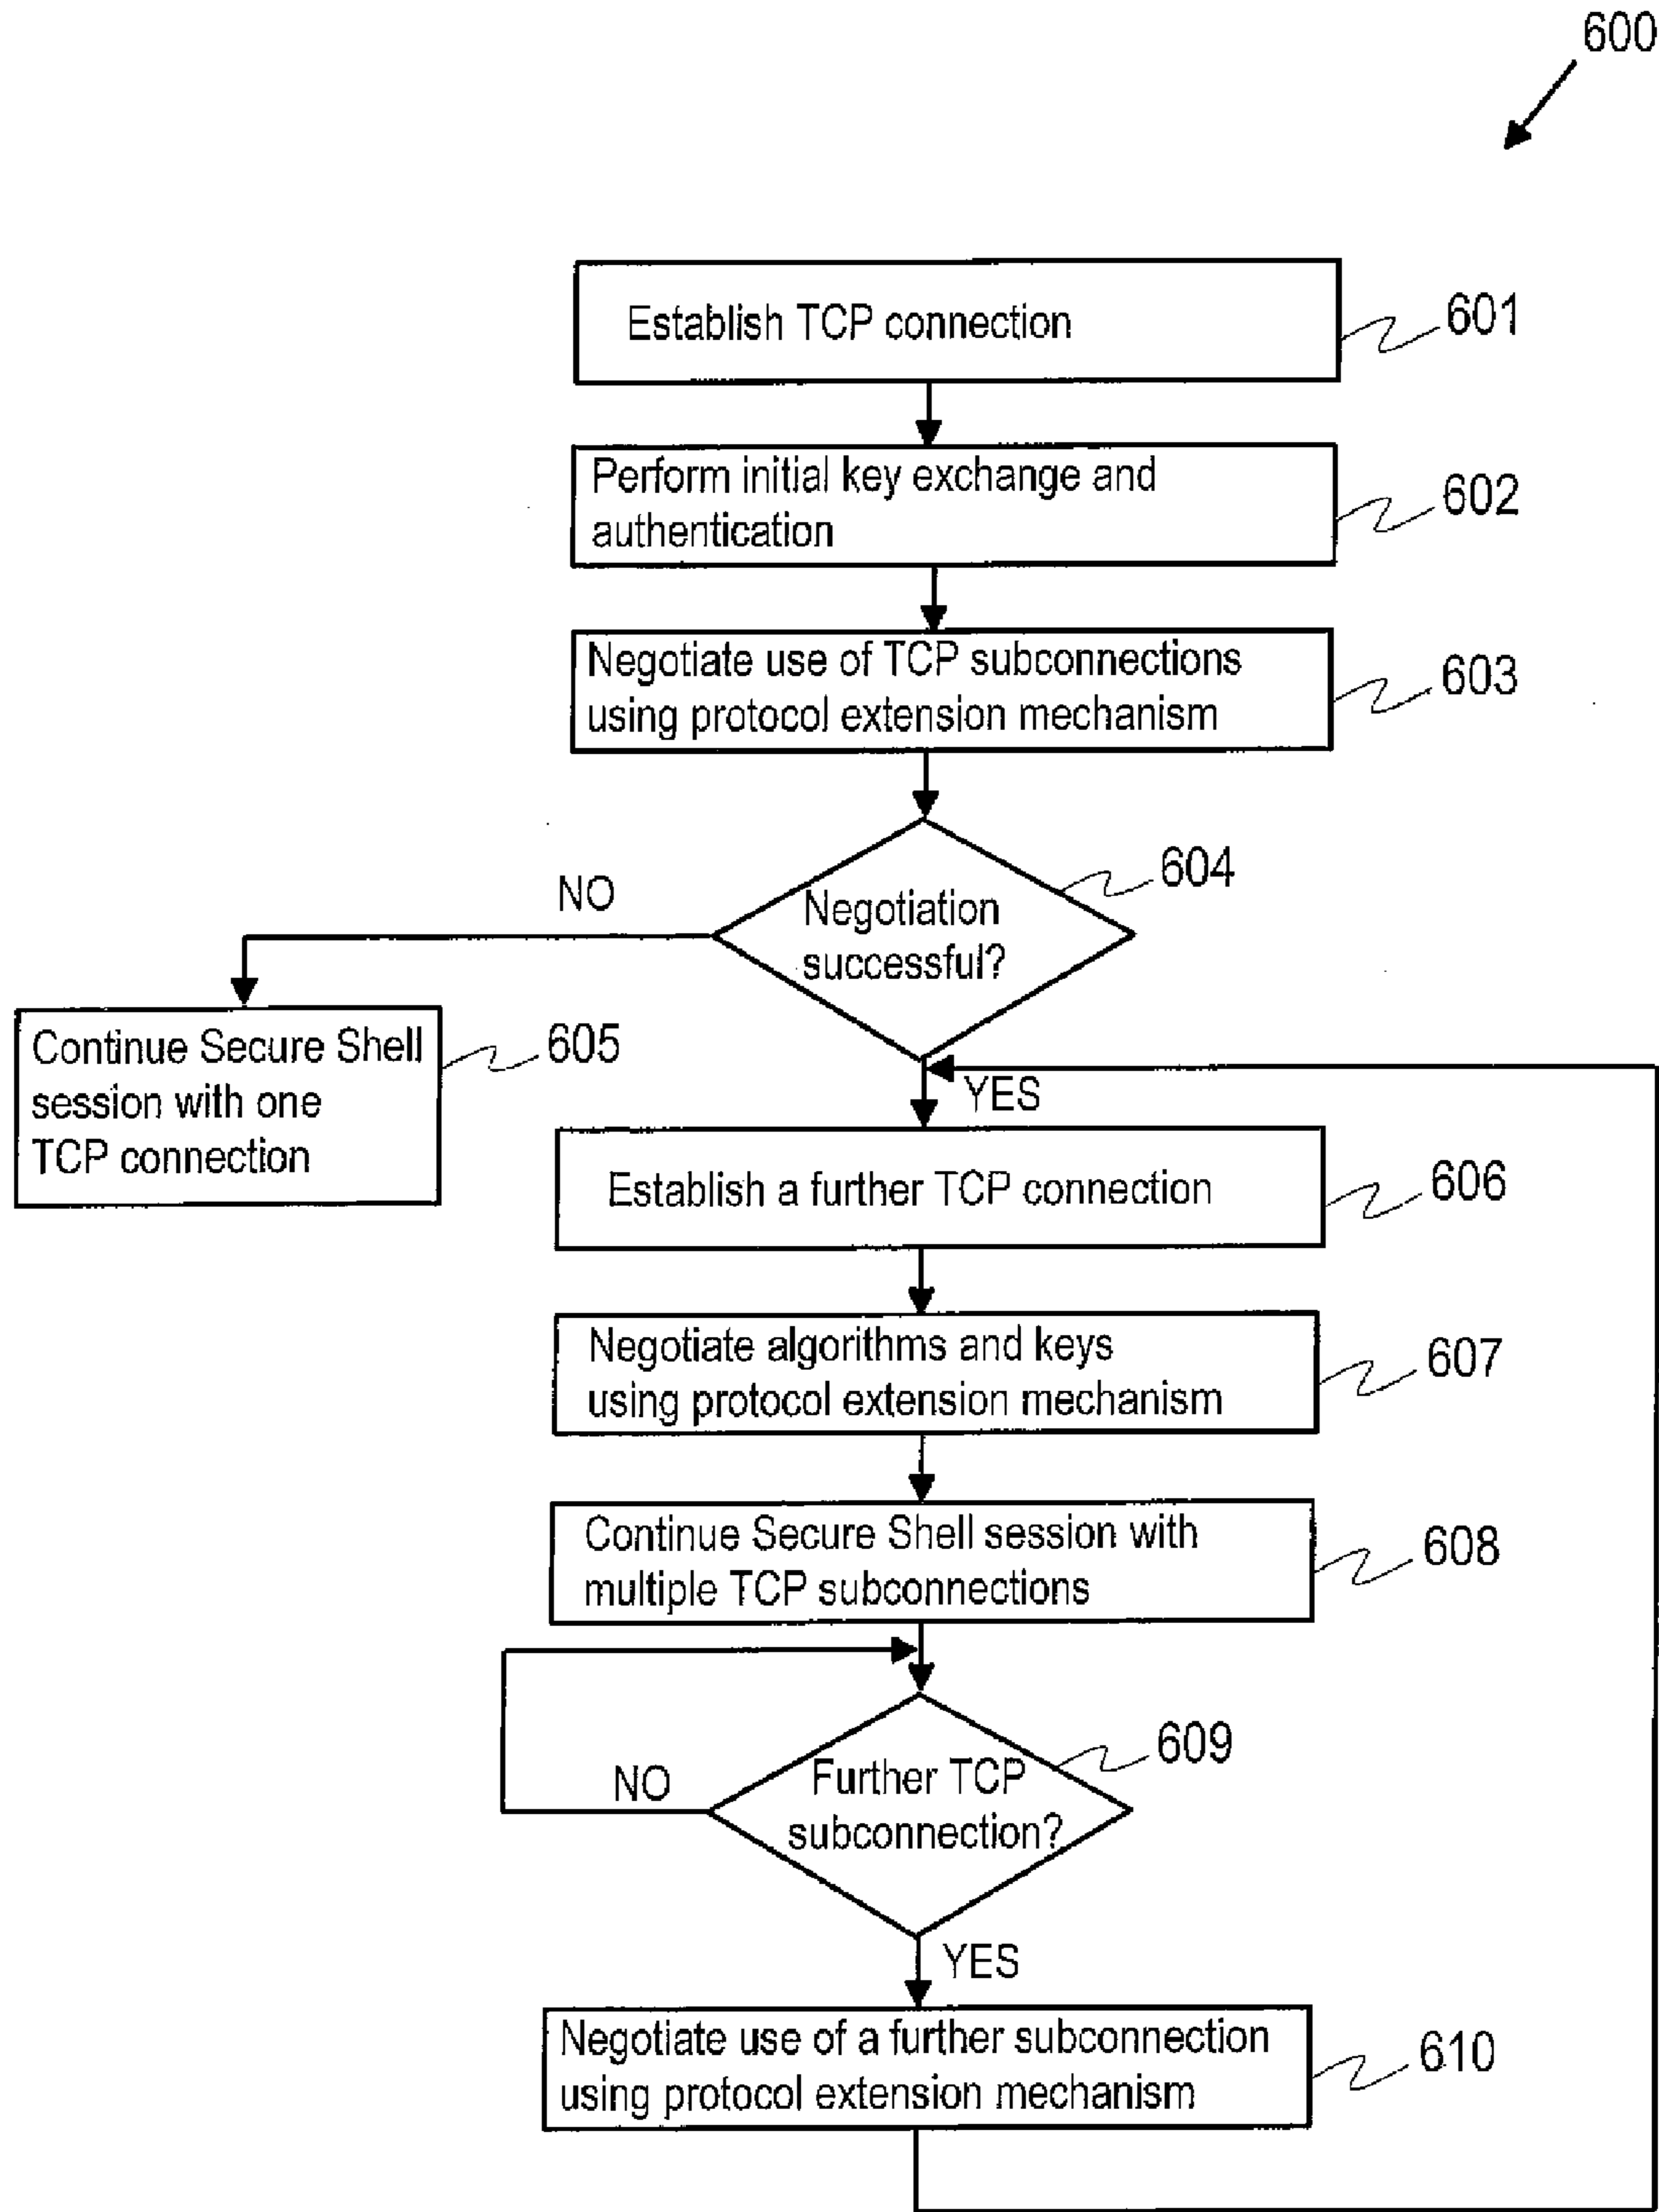 600
Establish TCP connection
601
Perform initial key exchange and
authentication
602
Negotiate use of TCP subconnections
using protocol extension mechanism
603
Negotiation
successful?
604
NO
Continue Secure Shell
session with one
TCP connection
605
YES
Establish a further TCP connection
606
Negotiate algorithms and keys
using protocol extension mechanism
607
Continue Secure Shell session with
multiple TCP subconnections
608
Further TCP
subconnection?
609
NO
YES
Negotiate use of a further subconnection
using protocol extension mechanism
610